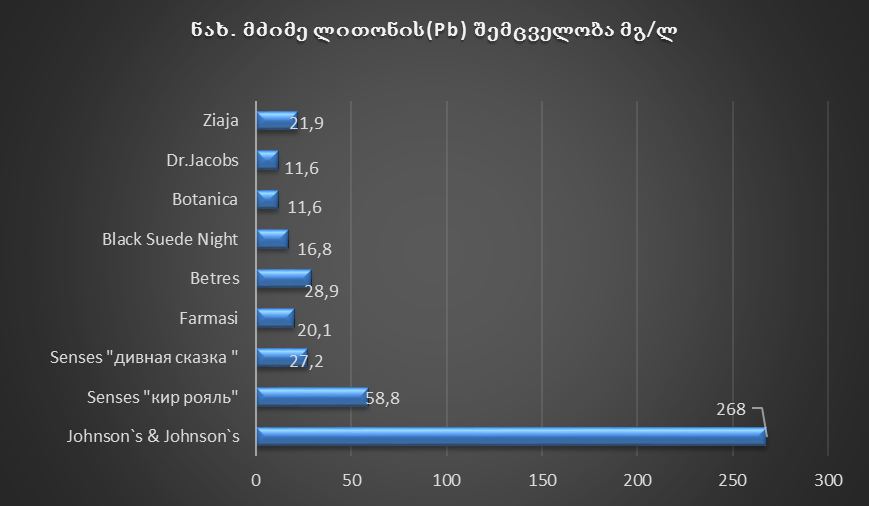 ნახ. მძიმე ლითონის(Pb) შემცველობა მგ/ლ
Ziaja
21,9
Dr.Jacobs
11,6
Botanica
11,6
Black Suede Night
16,8
Betres
28,9
Farmasi
20,1
Senses "дивная сказка "
27,2
Senses "кир рояль"
58,8
Johnson`s & Johnson`s
268
0 50 100 150 200 250 300